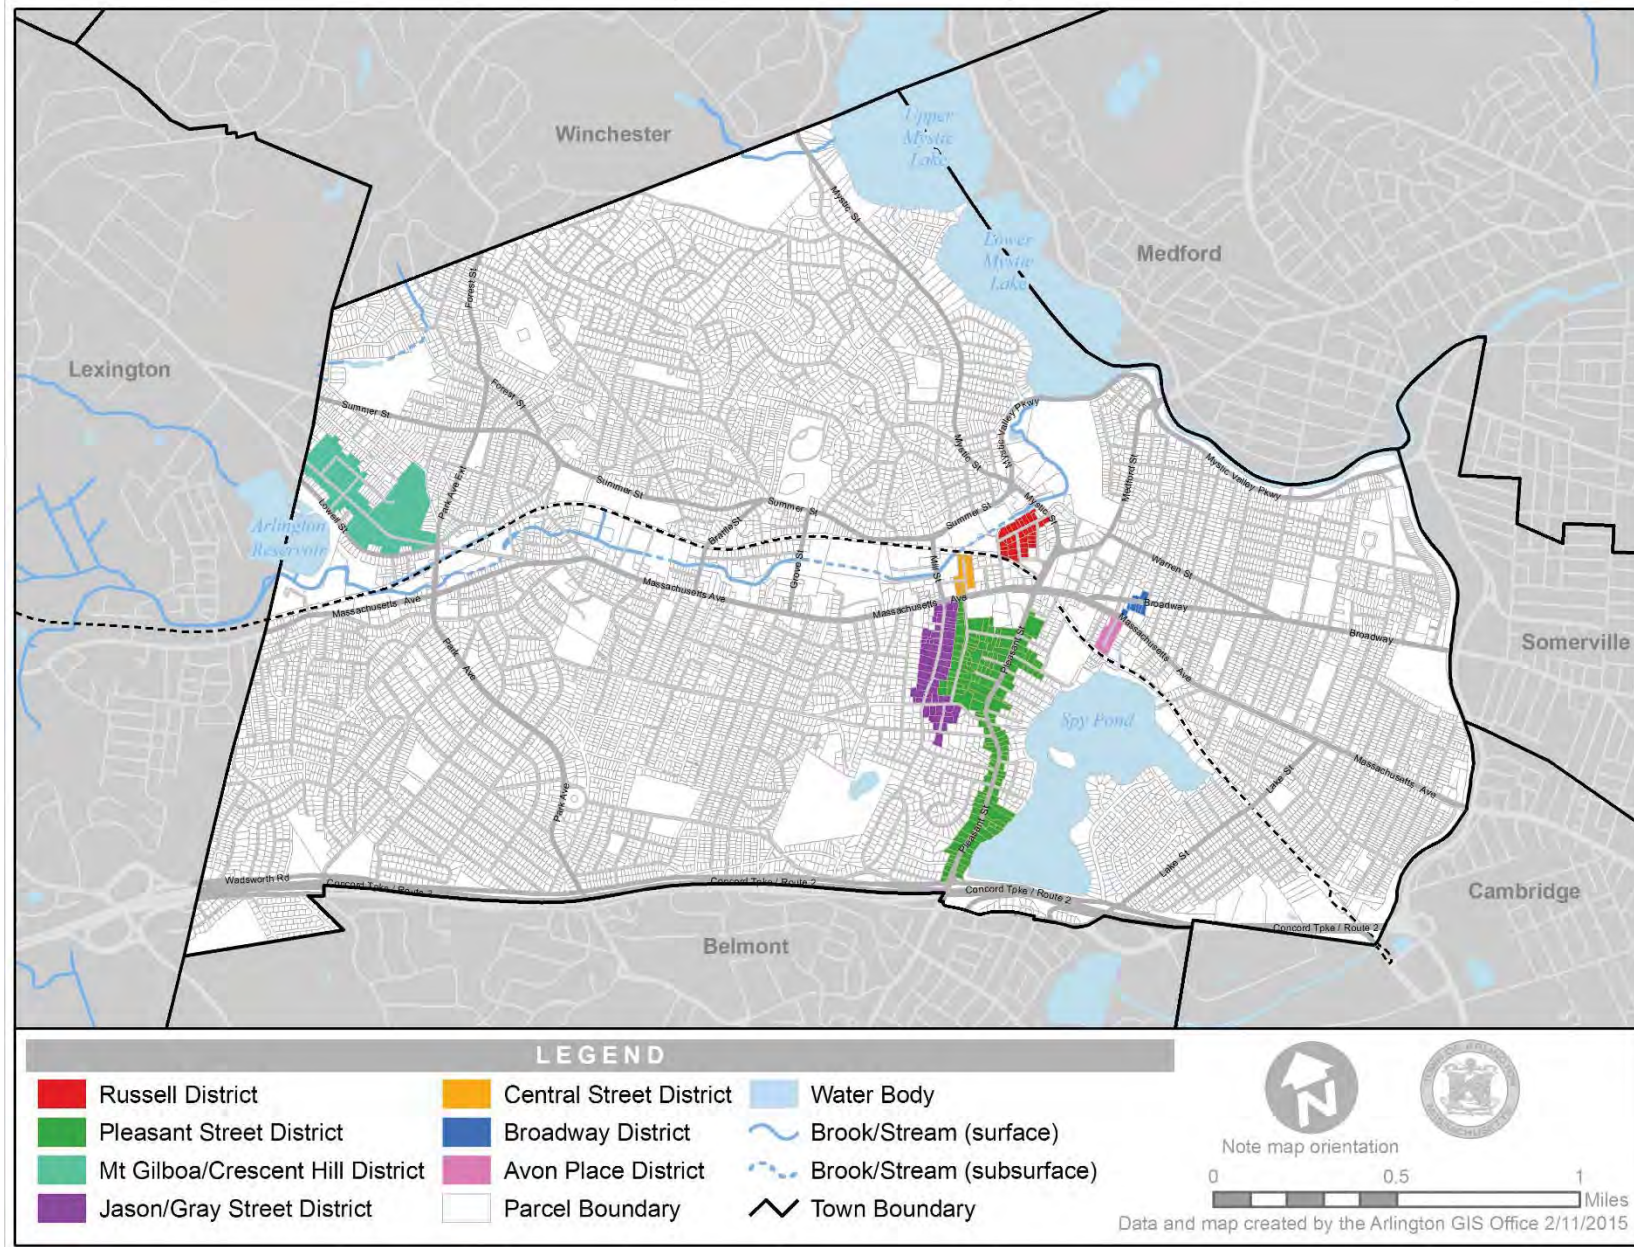 Winchester
Upper
Mystic
Lake
Mystic St
Lower
Mystic
Lake
Medford
Forest St
Lexington
Summer St
Forest St
Mystic Valley Pkwy
Mystic St
Medford St
Mystic Valley Pkwy
Park Ave Ext
Summer St
Summer St
Summer St
Mystic St
Lowell St
Arlington
Reservoir
Brattle St
Grove St
Mill St
Warren St
Massachusetts Ave
Massachusetts Ave
Massachusetts Ave
Broadway
Broadway
Massachusetts Ave
Pleasant St
Park Ave
Somerville
Spy Pond
Massachusetts Ave
Lake St
Park Ave
Pleasant St
Lake St
Wadsworth Rd
Concord Tpke / Route 2
Concord Tpke / Route 2
Concord Tpke / Route 2
Concord Tpke / Route 2
Cambridge
Belmont
LEGEND
Russell District
Pleasant Street District
Mt Gilboa/Crescent Hill District
Jason/Gray Street District
Central Street District
Broadway District
Avon Place District
Parcel Boundary
Water Body
Brook/Stream (surface)
Brook/Stream (subsurface)
Town Boundary
N
Note map orientation
0 0.5 1
Miles
Data and map created by the Arlington GIS Office 2/11/2015